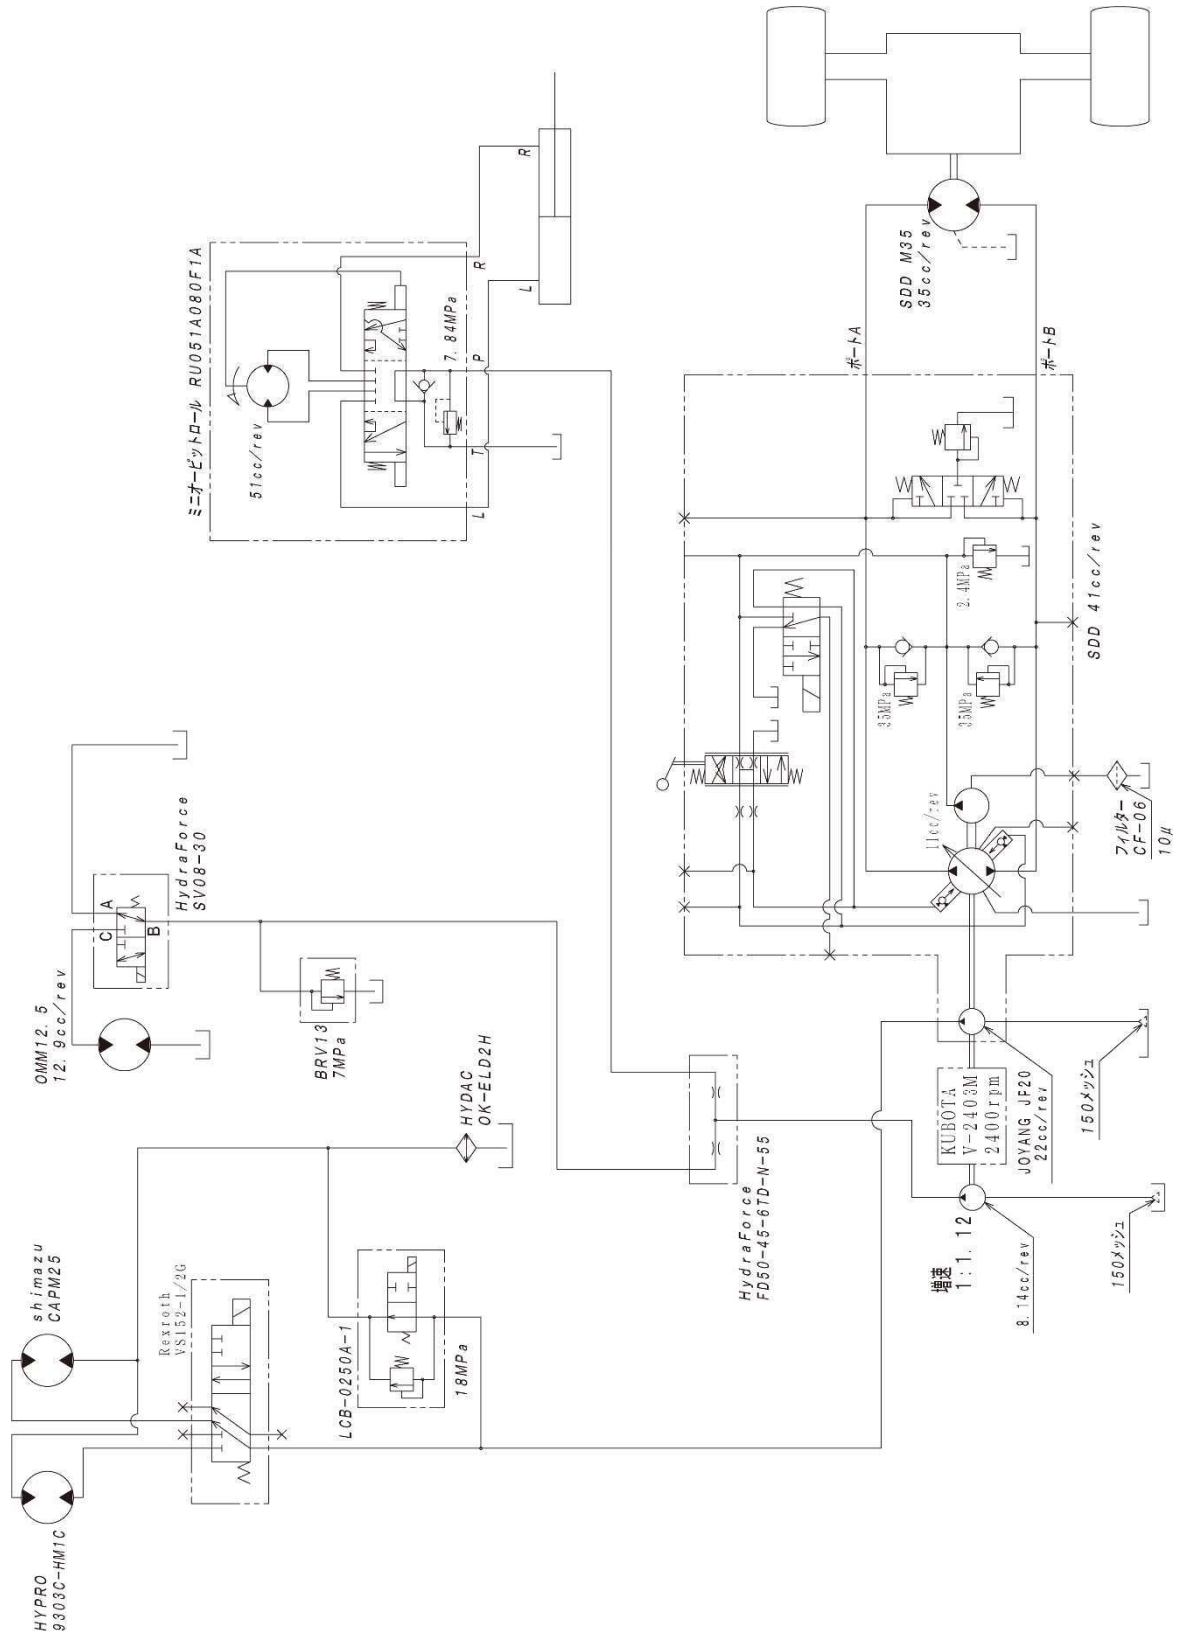 HYPRO
9303C-HM1C
shimazu
CAPM25
Rexroth
VS152-1/2G
LCB-0250A-1
18MPa
HYDAC
OK-ELD2H
OMM12.5
12.9cc/rev
HydraForce
SV08-30
A
C
B
BRV13
7MPa
HydraForce
FD50-45-6TD-N-55
ミニオービットロール RU051A080F1A
51cc/rev
7.84MPa
L
T
P
R
L
R
増速
1:1.12
8.14cc/rev
150メッシュ
KUBOTA
V-2403M
2400rpm
JOYANG JP20
22cc/rev
150メッシュ
11cc/rev
フィルター
CF-06
10μ
35MPa
35MPa
2.4MPa
SDD 41cc/rev
ポートA
ポートB
SDD M35
35cc/rev